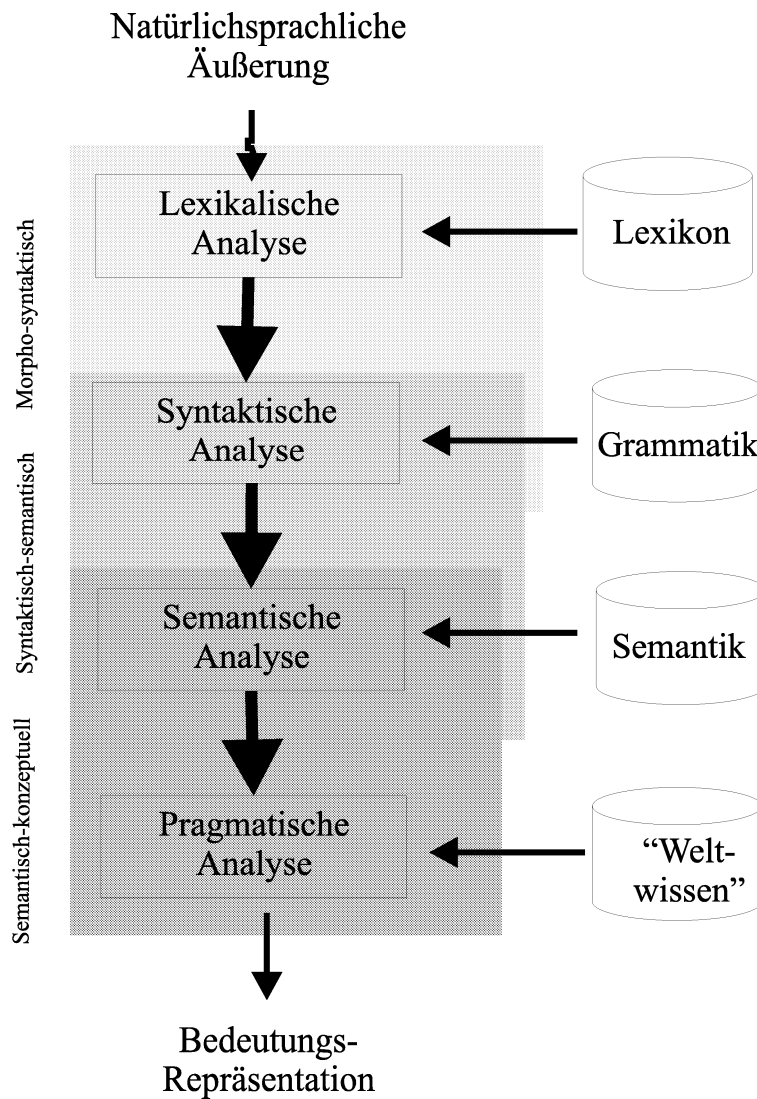 Natürlichsprachliche
Äußerung
Lexikalische
Analyse
Lexikon
Morpho-syntaktisch
Syntaktische
Analyse
Grammatik
Syntaktisch-semantisch
Semantische
Analyse
Semantik
Semantisch-konzeptuell
Pragmatische
Analyse
“Welt-
wissen”
Bedeutungs-
Repräsentation